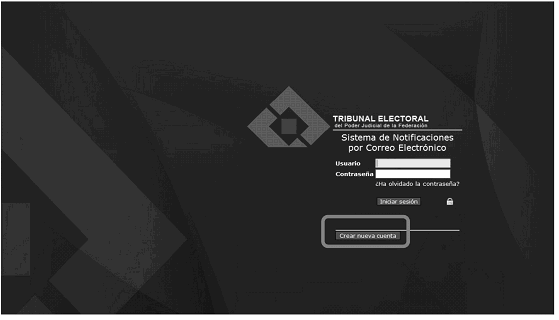 TRIBUNAL ELECTORAL
del Poder Judicial de la Federación
Sistema de Notificaciones
por Correo Electrónico
Usuario
Contraseña
¿Ha olvidado la contraseña?
Iniciar sesión
Crear nueva cuenta